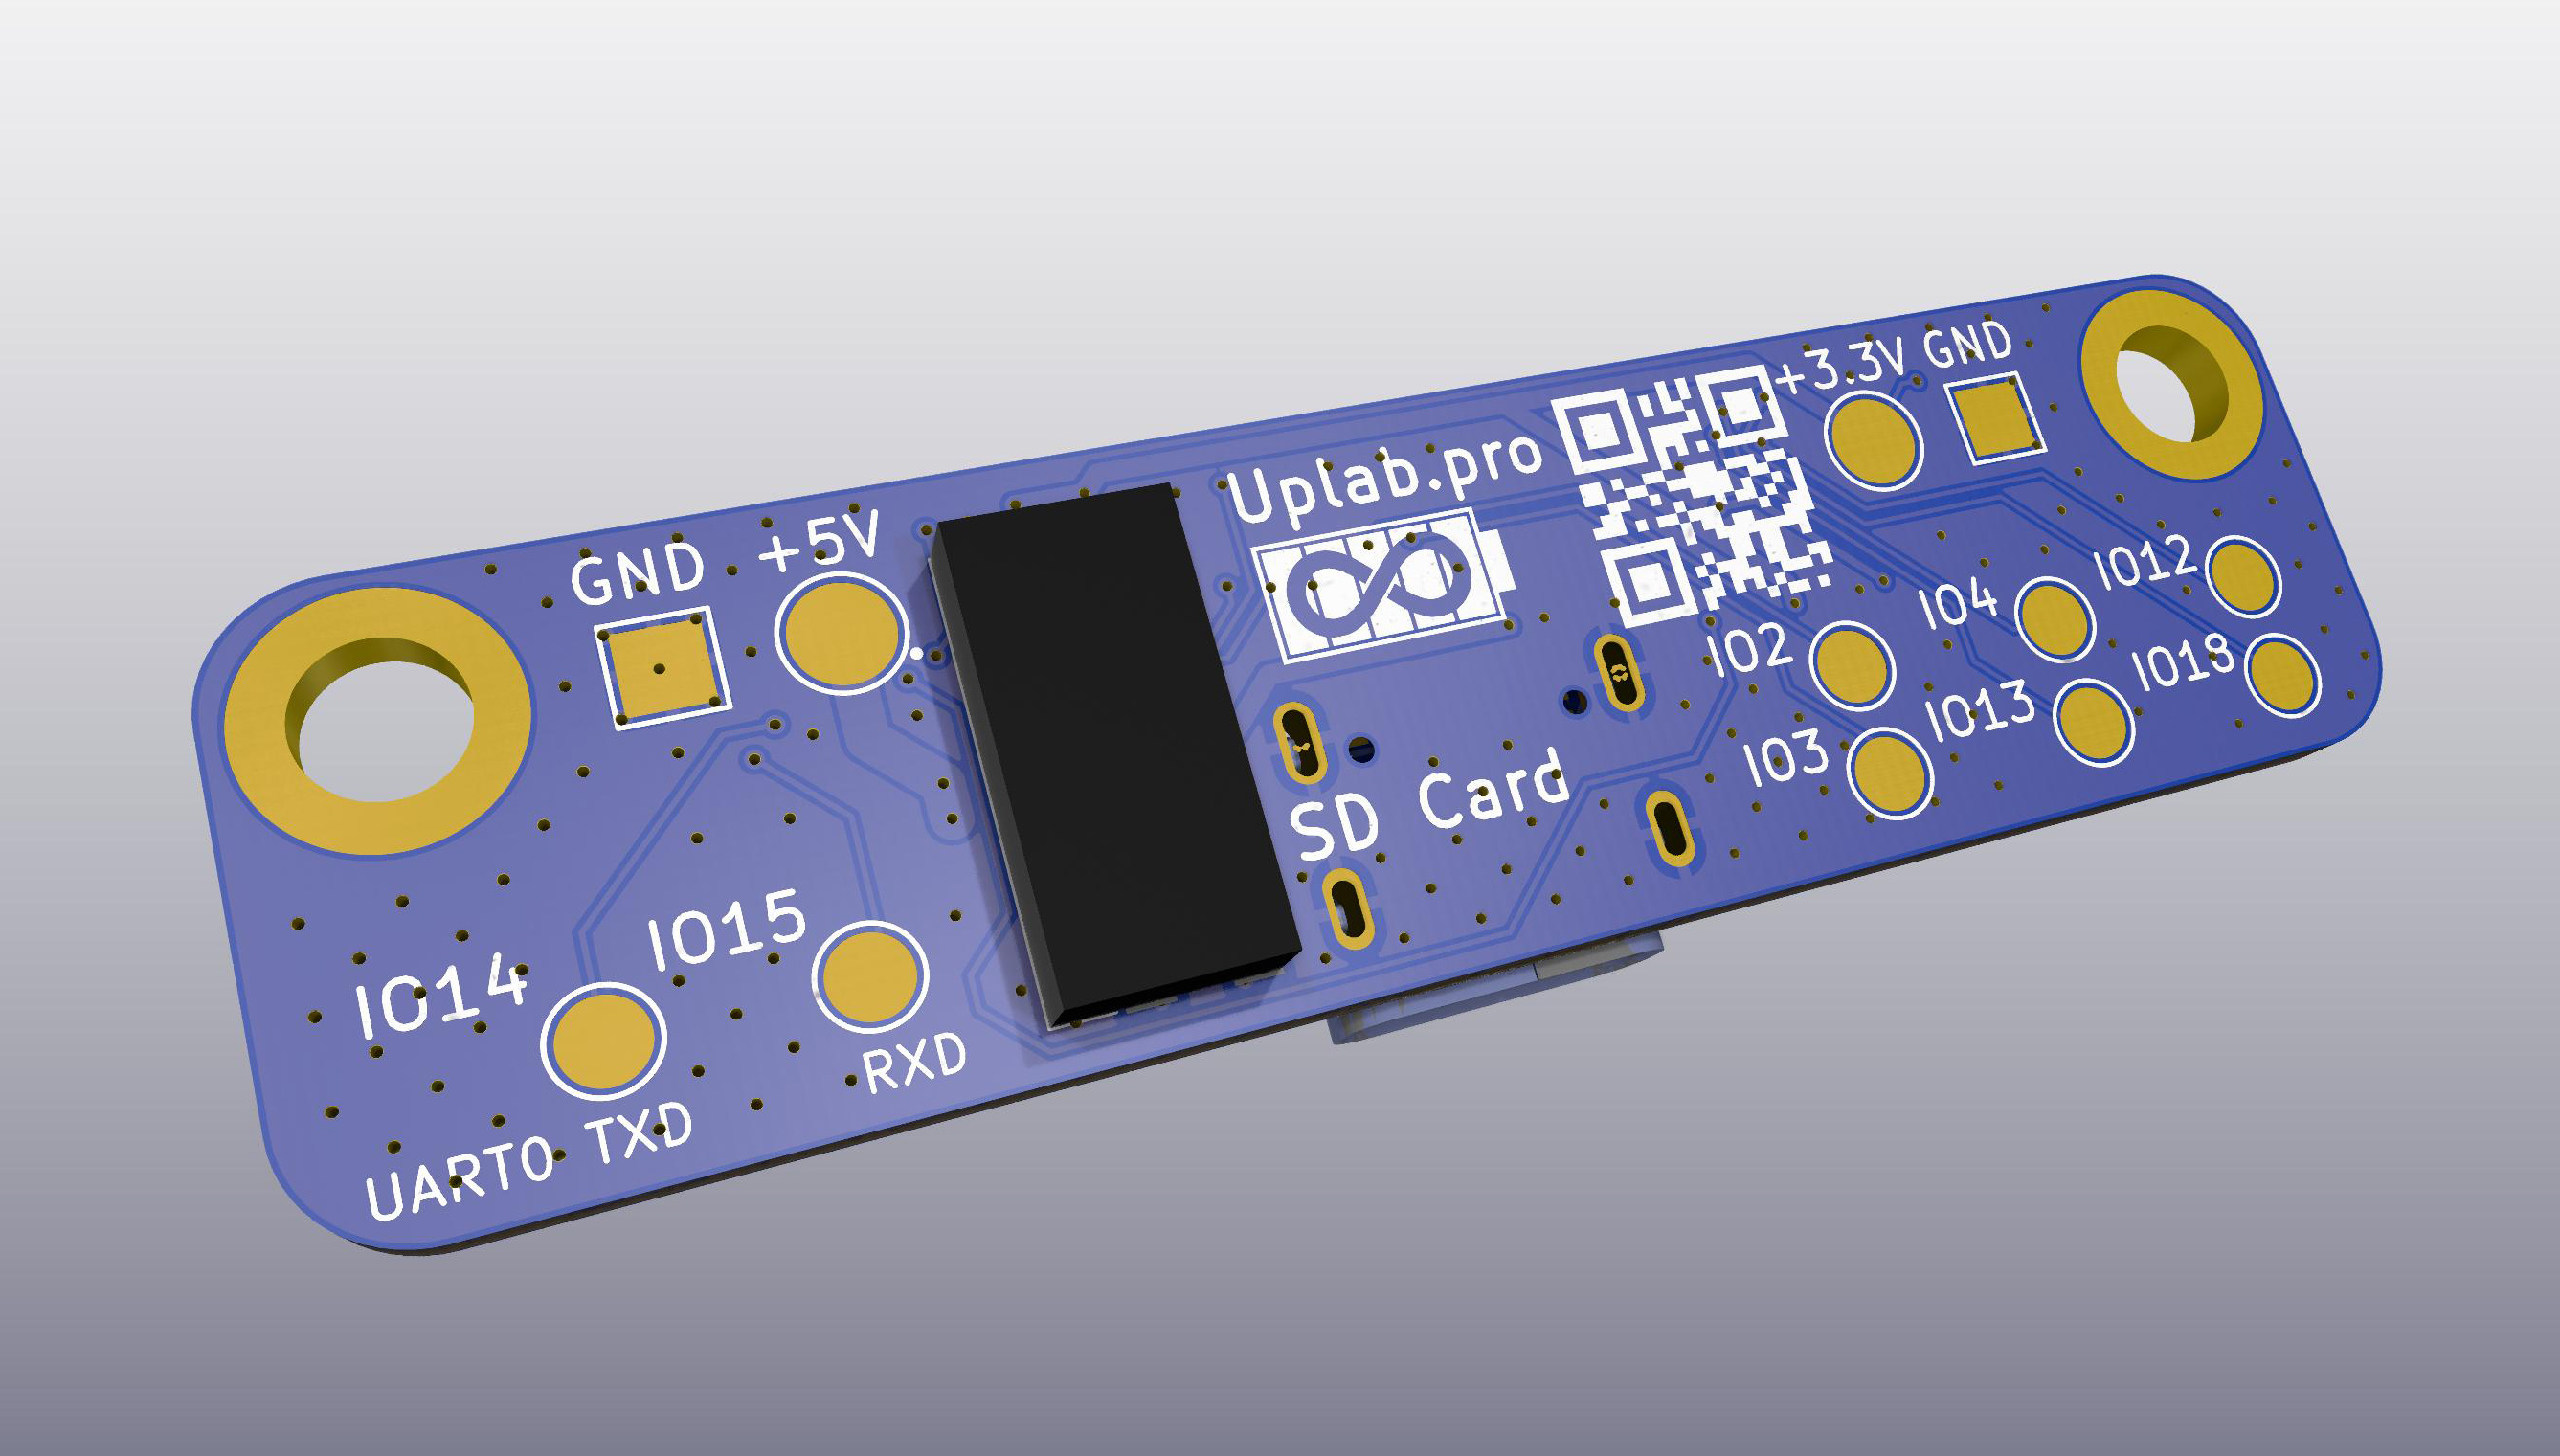 GND +5V
IO14
IO15
RXD
UART0 TXD
Uplab.pro
SD Card
+3.3V GND
IO2
IO4
IO12
IO3
IO13
IO18